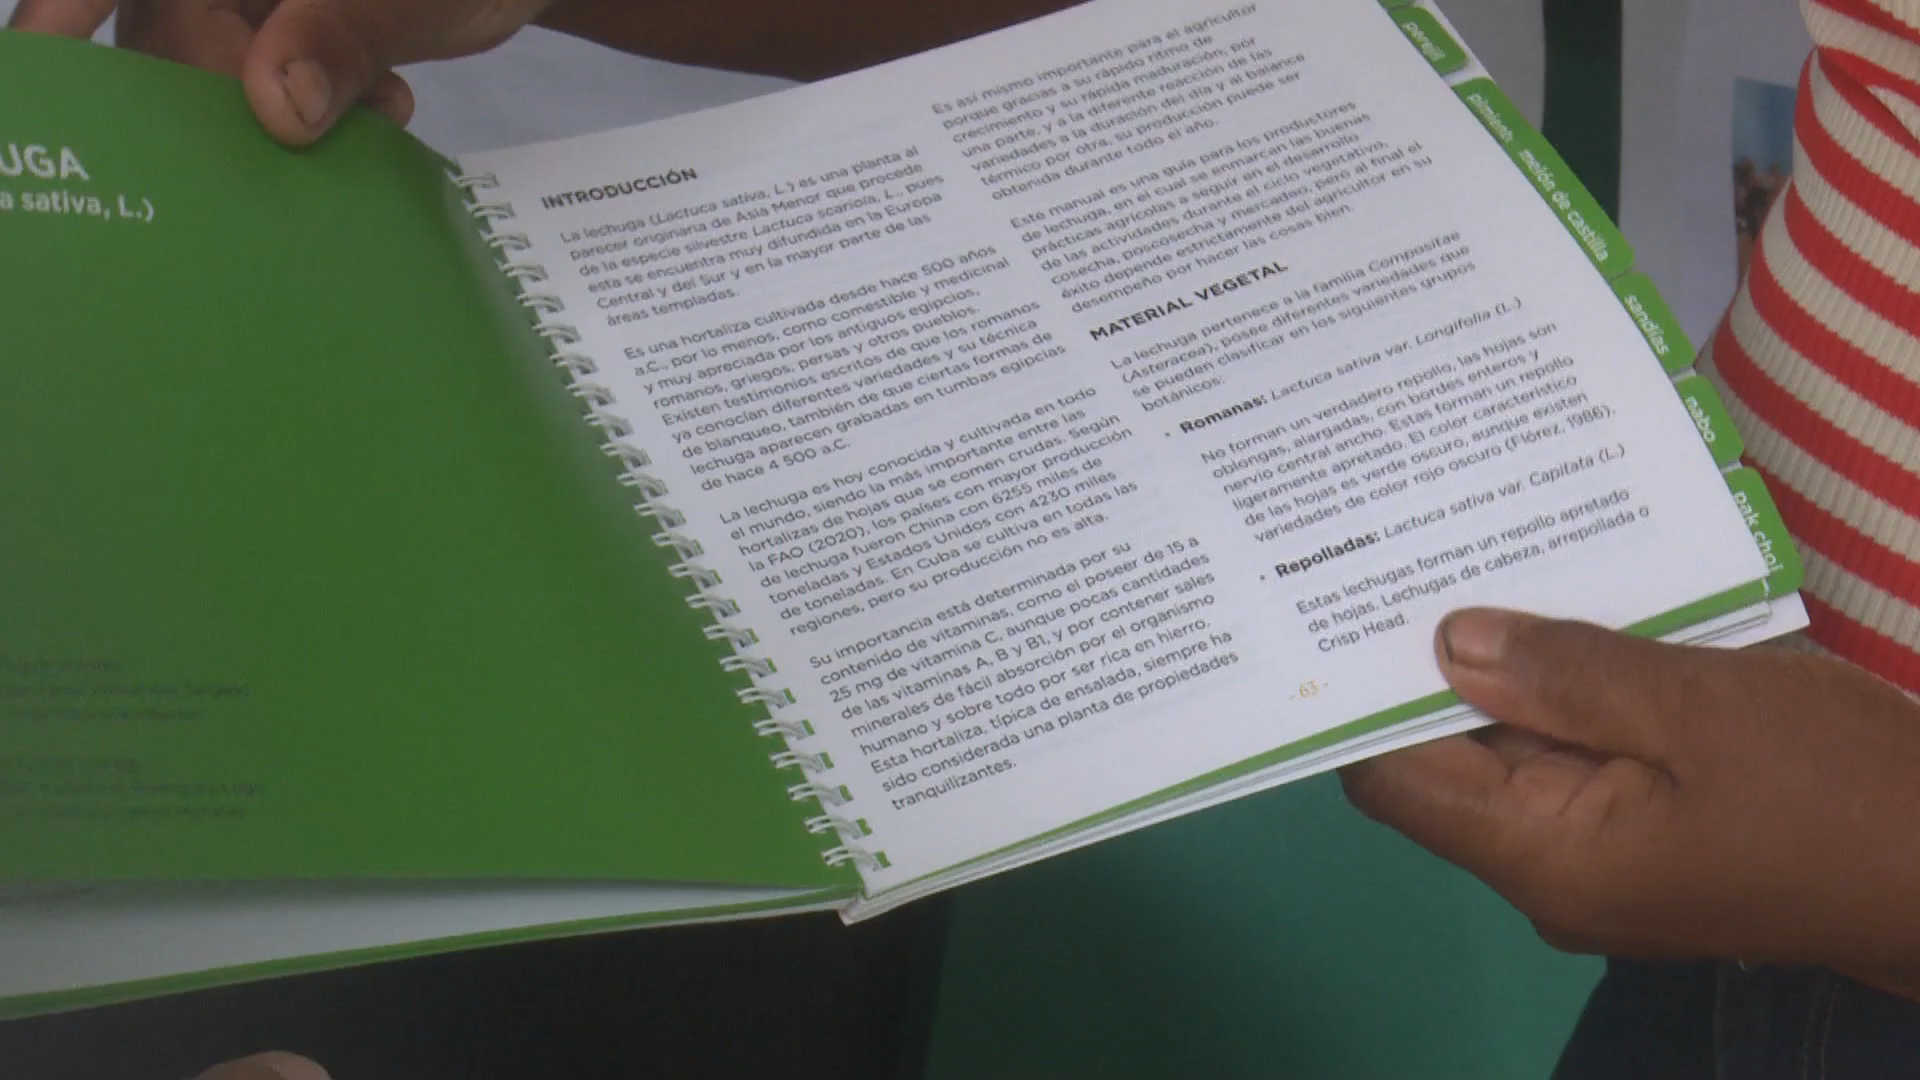 UGA
a sativa, L.)
INTRODUCCIÓN
La lechuga (Lactuca sativa, L.) es una planta al
parecer originaria de Asia Menor que procede
de la especie silvestre Lactuca scariola, L., pues
esta se encuentra muy difundida en la Europa
Central y del Sur y en la mayor parte de las
áreas templadas.
Es una hortaliza cultivada desde hace 500 años
a.C., por lo menos, como comestible y medicinal
y muy apreciada por los antiguos egipcios,
romanos, griegos, persas y otros pueblos.
Existen testimonios escritos de que los romanos
ya conocían diferentes variedades y su técnica
de blanqueo, también de que ciertas formas de
lechuga aparecen grabadas en tumbas egipcias
de hace 4 500 a.C.
La lechuga es hoy conocida y cultivada en todo
el mundo, siendo la más importante entre las
hortalizas de hojas que se comen crudas. Según
la FAO (2020), los países con mayor producción
de lechuga fueron China con 6255 miles de
toneladas y Estados Unidos con 4230 miles
de toneladas. En Cuba se cultiva en todas las
regiones, pero su producción no es alta.
Su importancia está determinada por su
contenido de vitaminas, como el poseer de 15 a
25 mg de vitamina C, aunque pocas cantidades
de las vitaminas A, B y B1, y por contener sales
minerales de fácil absorción por el organismo
humano y sobre todo por ser rica en hierro.
Esta hortaliza, típica de ensalada, siempre ha
sido considerada una planta de propiedades
tranquilizantes.
Es así mismo importante para el agricultor
porque gracias a su rápido ritmo de
crecimiento y su rápida maduración, por
una parte, y a la diferente reacción de las
variedades a la duración del día y al balance
térmico por otra, su producción puede ser
obtenida durante todo el año.
Este manual es una guía para los productores
de lechuga, en el cual se enmarcan las buenas
prácticas agrícolas a seguir en el desarrollo
de las actividades durante el ciclo vegetativo,
cosecha, poscosecha y mercadeo, pero al final el
éxito depende estrictamente del agricultor en su
desempeño por hacer las cosas bien.
MATERIAL VEGETAL
La lechuga pertenece a la familia Compositae
(Asteracea), posee diferentes variedades que
se pueden clasificar en los siguientes grupos
botánicos:
• Romanas: Lactuca sativa var. Longifolia (L.)
No forman un verdadero repollo, las hojas son
oblongas, alargadas, con bordes enteros y
nervio central ancho. Estas forman un repollo
ligeramente apretado. El color característico
de las hojas es verde oscuro, aunque existen
variedades de color rojo oscuro (Flórez, 1986).
• Repolladas: Lactuca sativa var. Capitata (L.)
Estas lechugas forman un repollo apretado
de hojas. Lechugas de cabeza, arrepollada o
Crisp Head.
- 63 -
perejil
melón de castilla
sandías
nabo
pak choi